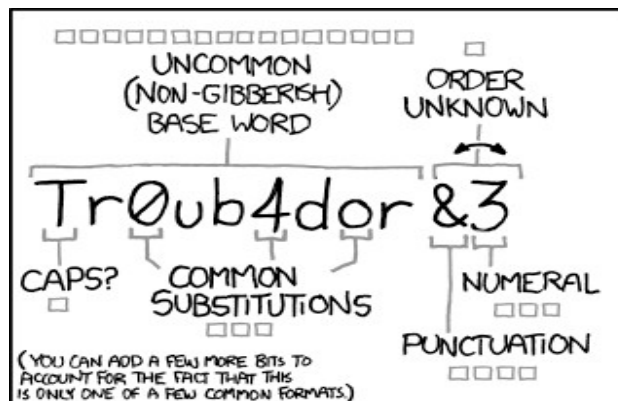 UNCOMMON
(NON-GIBBERISH)
BASE WORD
ORDER
UNKNOWN
Tr0ub4dor &3
CAPS?
COMMON
SUBSTITUTIONS
NUMERAL
PUNCTUATION
(YOU CAN ADD A FEW MORE BITS TO
ACCOUNT FOR THE FACT THAT THIS
IS ONLY ONE OF A FEW COMMON FORMATS.)